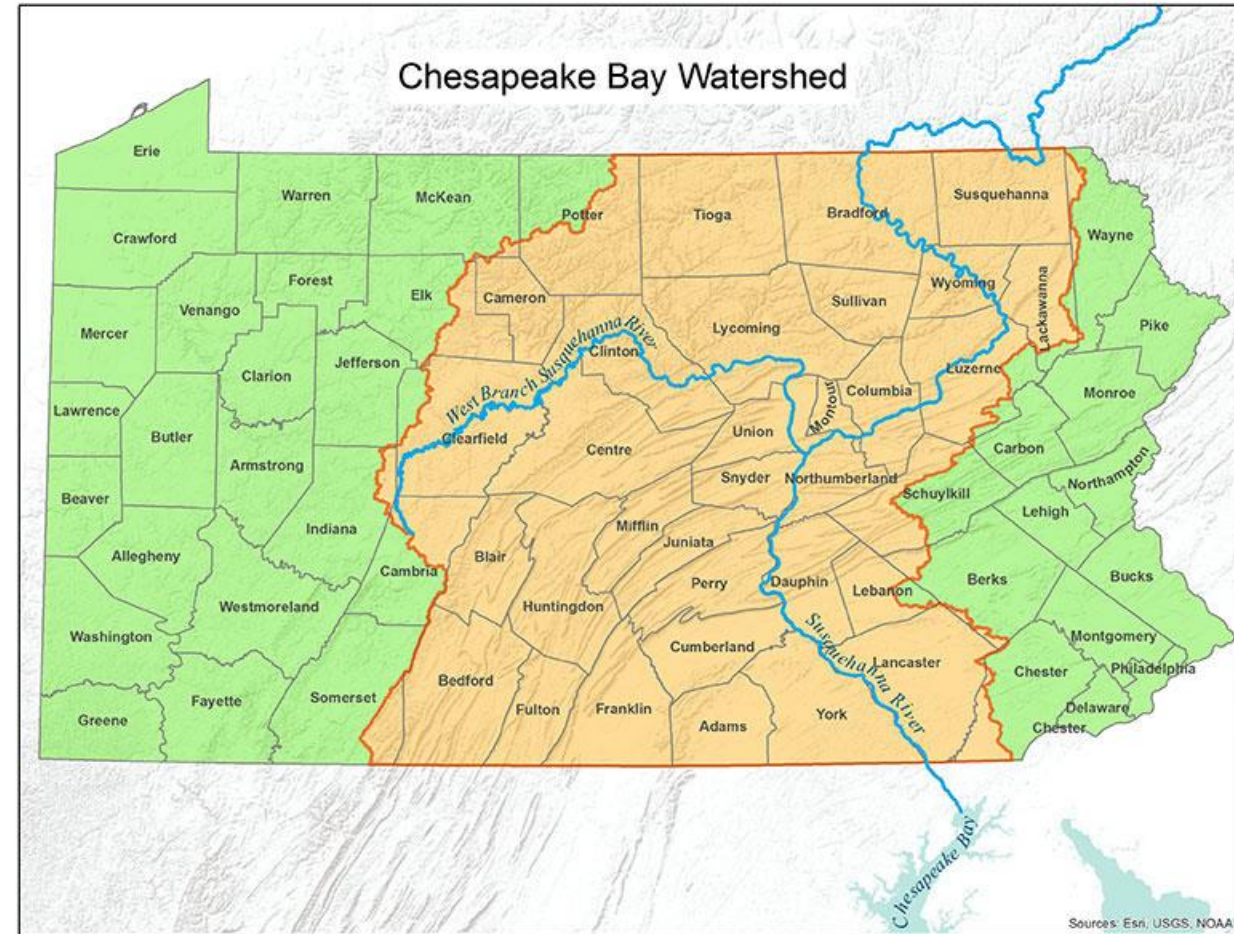 Chesapeake Bay Watershed
Erie
Warren
McKean
Potter
Tioga
Bradford
Susquehanna
Wayne
Crawford
Forest
Elk
Cameron
Wyoming
Lackawanna
Venango
Sullivan
Pike
Mercer
Lycoming
Jefferson
Clinton
West Branch Susquehanna River
Clarion
Luzerne
Columbia
Montour
Monroe
Lawrence
Butler
Clearfield
Union
Centre
Carbon
Armstrong
Snyder
Northumberland
Northampton
Beaver
Schuylkill
Lehigh
Indiana
Mifflin
Juniata
Allegheny
Blair
Cambria
Perry
Dauphin
Lebanon
Berks
Bucks
Westmoreland
Huntingdon
Washington
Cumberland
Susquehanna River
Lancaster
Montgomery
Chester
Philadelphia
Bedford
Somerset
Fayette
Fulton
Franklin
Adams
York
Delaware
Greene
Chester
Chesapeake Bay
Sources: Esri, USGS, NOAA